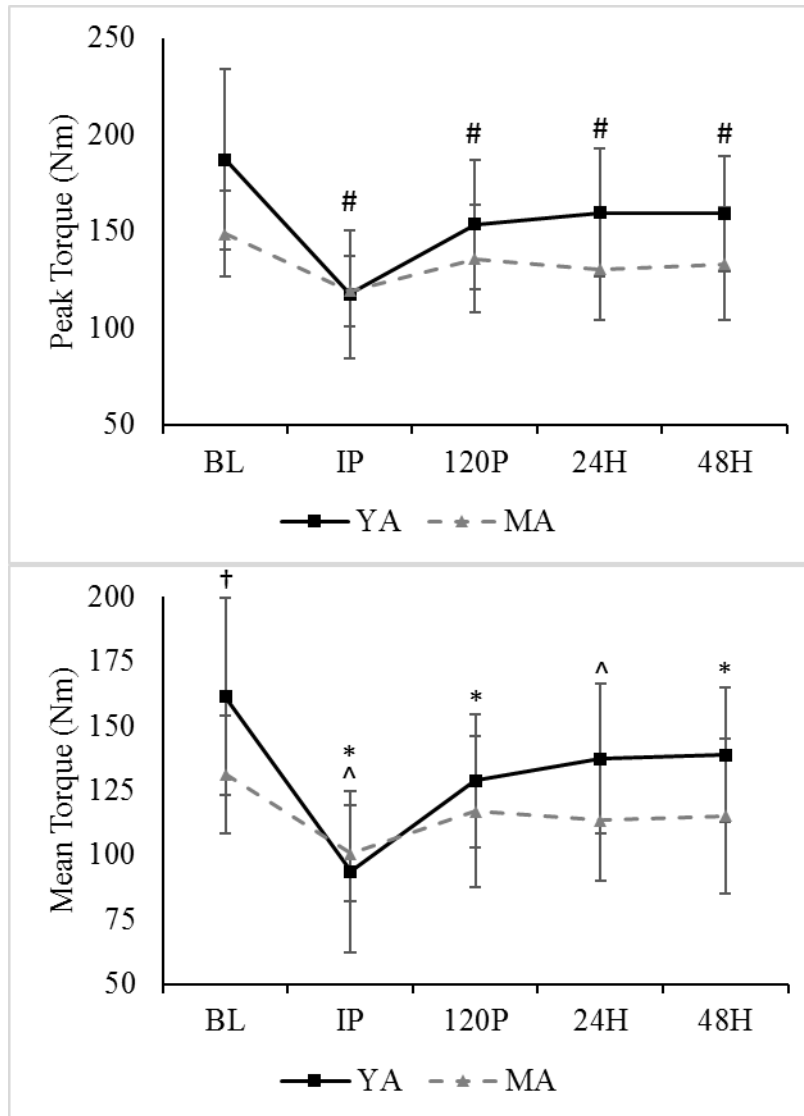 Peak Torque (Nm)
250
200
150
100
50
# # # # 
BL IP 120P 24H 48H
YA MA
Mean Torque (Nm)
200
175
150
125
100
75
50
†
* ^ * ^ *
BL IP 120P 24H 48H
YA MA